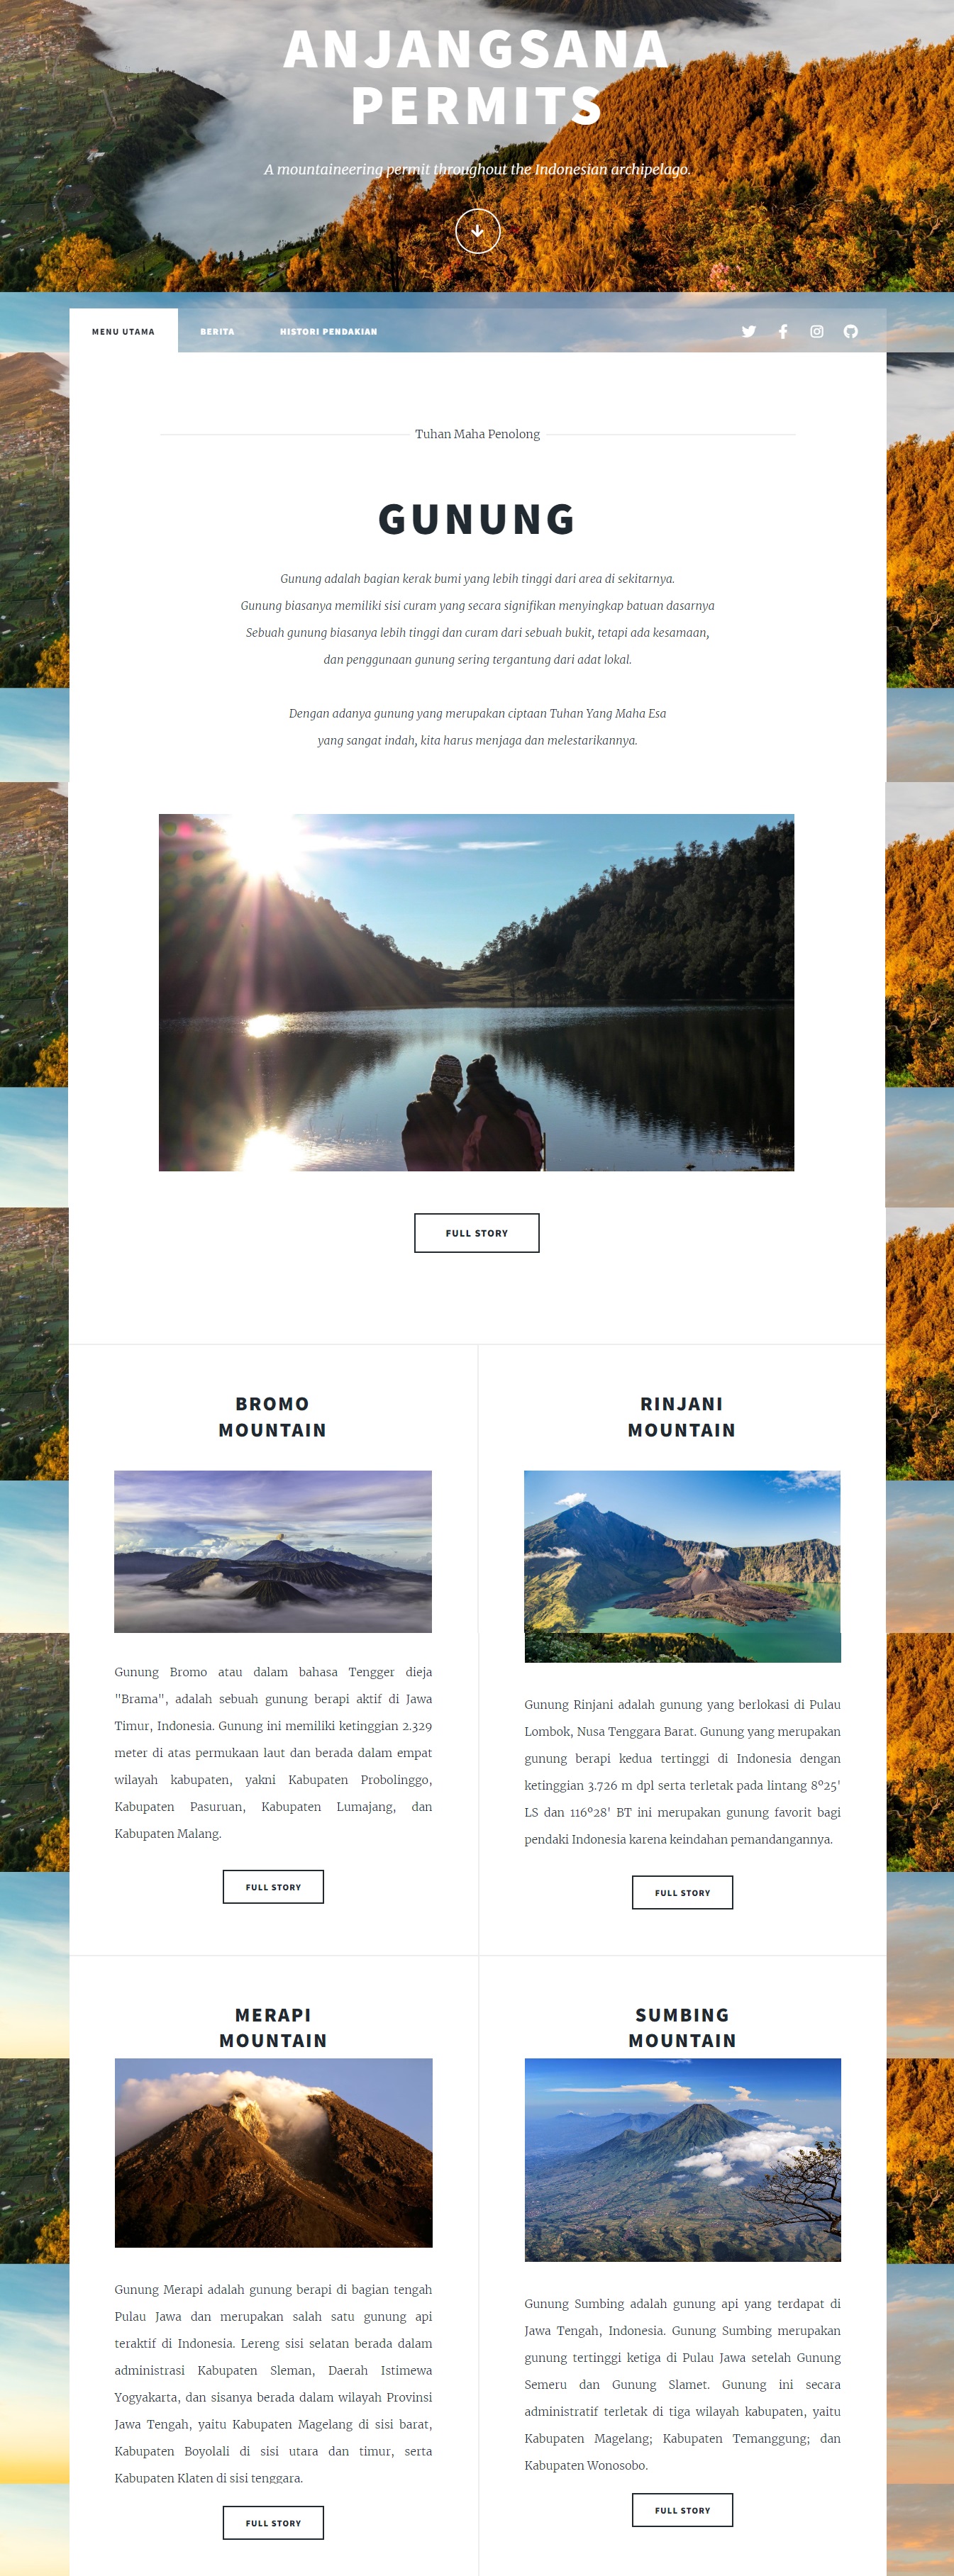 ANJANGSANA
PERMITS
A mountaineering permit throughout the Indonesian archipelago.
MENU UTAMA
BERITA
HISTORI PENDAKIAN
Tuhan Maha Penolong
GUNUNG
Gunung adalah bagian kerak bumi yang lebih tinggi dari area di sekitarnya.
Gunung biasanya memiliki sisi curam yang secara signifikan menyingkap batuan dasarnya
Sebuah gunung biasanya lebih tinggi dan curam dari sebuah bukit, tetapi ada kesamaan,
dan penggunaan gunung sering tergantung dari adat lokal.
Dengan adanya gunung yang merupakan ciptaan Tuhan Yang Maha Esa
yang sangat indah, kita harus menjaga dan melestarikannya.
FULL STORY
BROMO
MOUNTAIN
Gunung Bromo atau dalam bahasa Tengger dieja
"Brama", adalah sebuah gunung berapi aktif di Jawa
Timur, Indonesia. Gunung ini memiliki ketinggian 2.329
meter di atas permukaan laut dan berada dalam empat
wilayah kabupaten, yakni Kabupaten Probolinggo,
Kabupaten Pasuruan, Kabupaten Lumajang, dan
Kabupaten Malang.
FULL STORY
RINJANI
MOUNTAIN
Gunung Rinjani adalah gunung yang berlokasi di Pulau
Lombok, Nusa Tenggara Barat. Gunung yang merupakan
gunung berapi kedua tertinggi di Indonesia dengan
ketinggian 3.726 m dpl serta terletak pada lintang 8º25'
LS dan 116º28' BT ini merupakan gunung favorit bagi
pendaki Indonesia karena keindahan pemandangannya.
FULL STORY
MERAPI
MOUNTAIN
Gunung Merapi adalah gunung berapi di bagian tengah
Pulau Jawa dan merupakan salah satu gunung api
teraktif di Indonesia. Lereng sisi selatan berada dalam
administrasi Kabupaten Sleman, Daerah Istimewa
Yogyakarta, dan sisanya berada dalam wilayah Provinsi
Jawa Tengah, yaitu Kabupaten Magelang di sisi barat,
Kabupaten Boyolali di sisi utara dan timur, serta
Kabupaten Klaten di sisi tenggara.
FULL STORY
SUMBING
MOUNTAIN
Gunung Sumbing adalah gunung api yang terdapat di
Jawa Tengah, Indonesia. Gunung Sumbing merupakan
gunung tertinggi ketiga di Pulau Jawa setelah Gunung
Semeru dan Gunung Slamet. Gunung ini secara
administratif terletak di tiga wilayah kabupaten, yaitu
Kabupaten Magelang; Kabupaten Temanggung; dan
Kabupaten Wonosobo.
FULL STORY